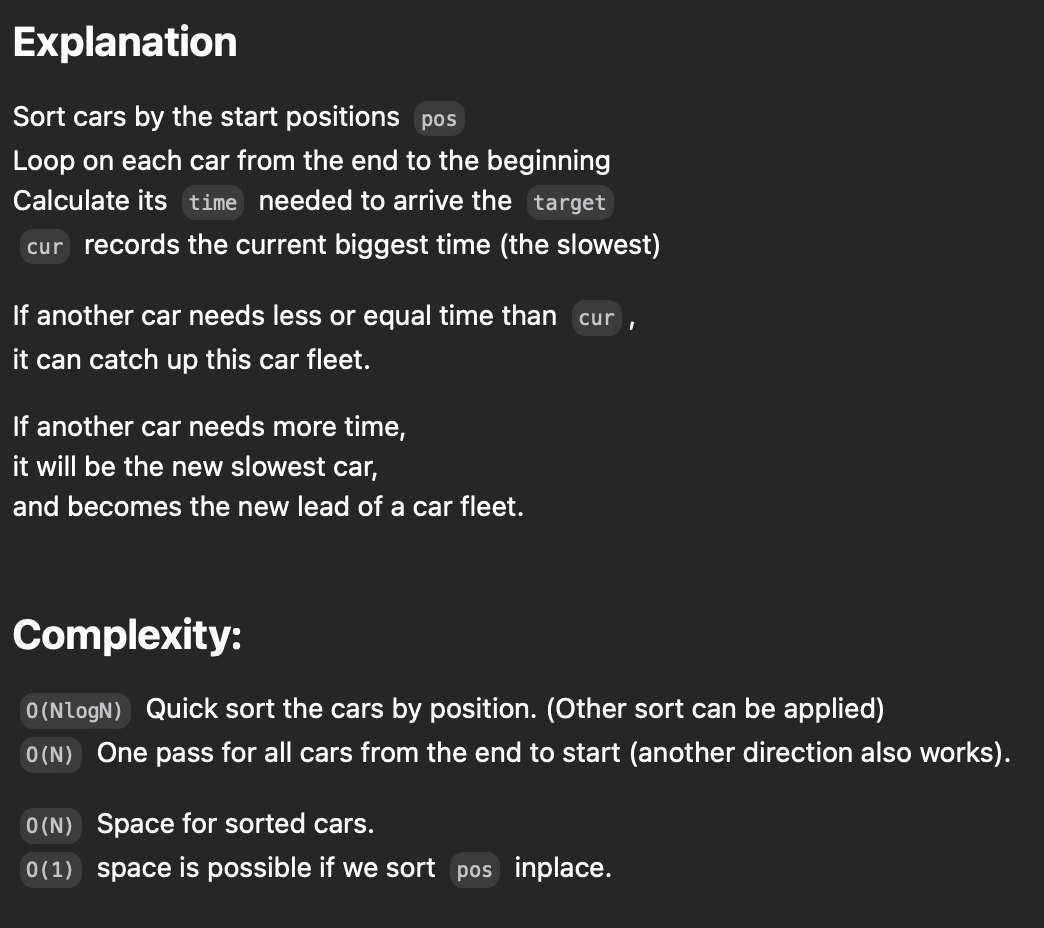 Explanation
Sort cars by the start positions pos
Loop on each car from the end to the beginning
Calculate its time needed to arrive the target
cur records the current biggest time (the slowest)
If another car needs less or equal time than cur ,
it can catch up this car fleet.
If another car needs more time,
it will be the new slowest car,
and becomes the new lead of a car fleet.
Complexity:
O(NlogN) Quick sort the cars by position. (Other sort can be applied)
O(N) One pass for all cars from the end to start (another direction also works).
O(N) Space for sorted cars.
O(1) space is possible if we sort pos inplace.